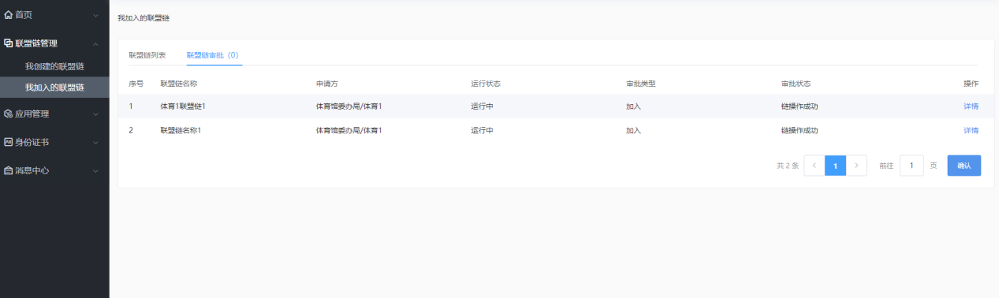 首页
联盟链管理
我创建的联盟链
我加入的联盟链
应用管理
身份证书
消息中心
我加入的联盟链
联盟链列表 联盟链审批（0）
序号 联盟链名称 申请方 运行状态 审批类型 审批状态 操作
1 体育1联盟链1 体育馆委办局/体育1 运行中 加入 链操作成功 详情
2 联盟链名称1 体育馆委办局/体育1 运行中 加入 链操作成功 详情
共 2 条 1 前往 1 页 确认